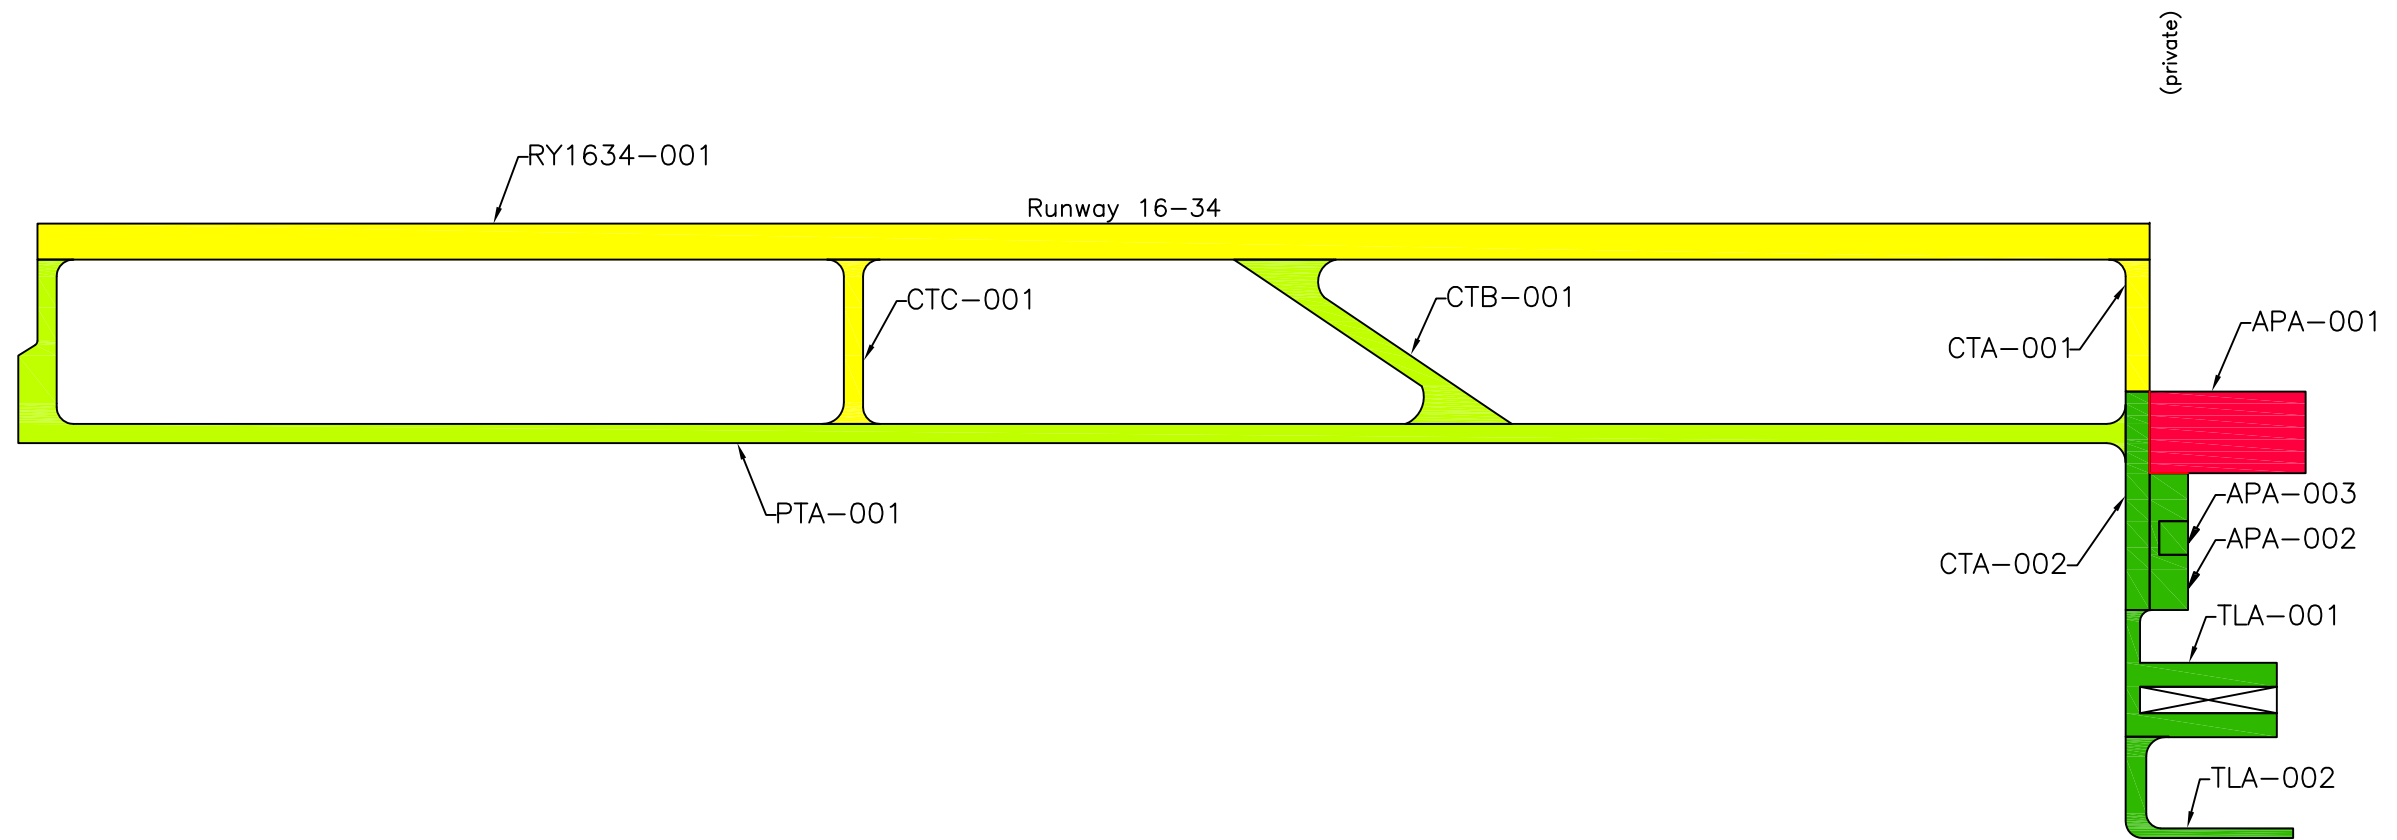 (private)
RY1634-001
Runway 16-34
CTC-001
CTB-001
CTA-001
APA-001
PTA-001
APA-003
APA-002
CTA-002
TLA-001
TLA-002